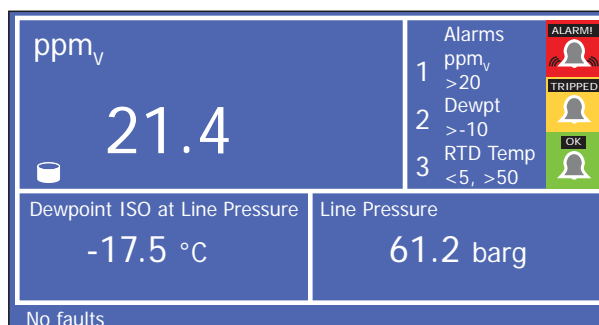 ppmv
21.4
Alarms
1 ppmv
>20
2 Dewpt
>-10
3 RTD Temp
<5, >50
ALARM!
TRIPPED
OK
Dewpoint ISO at Line Pressure
-17.5 °C
Line Pressure
61.2 barg
No faults